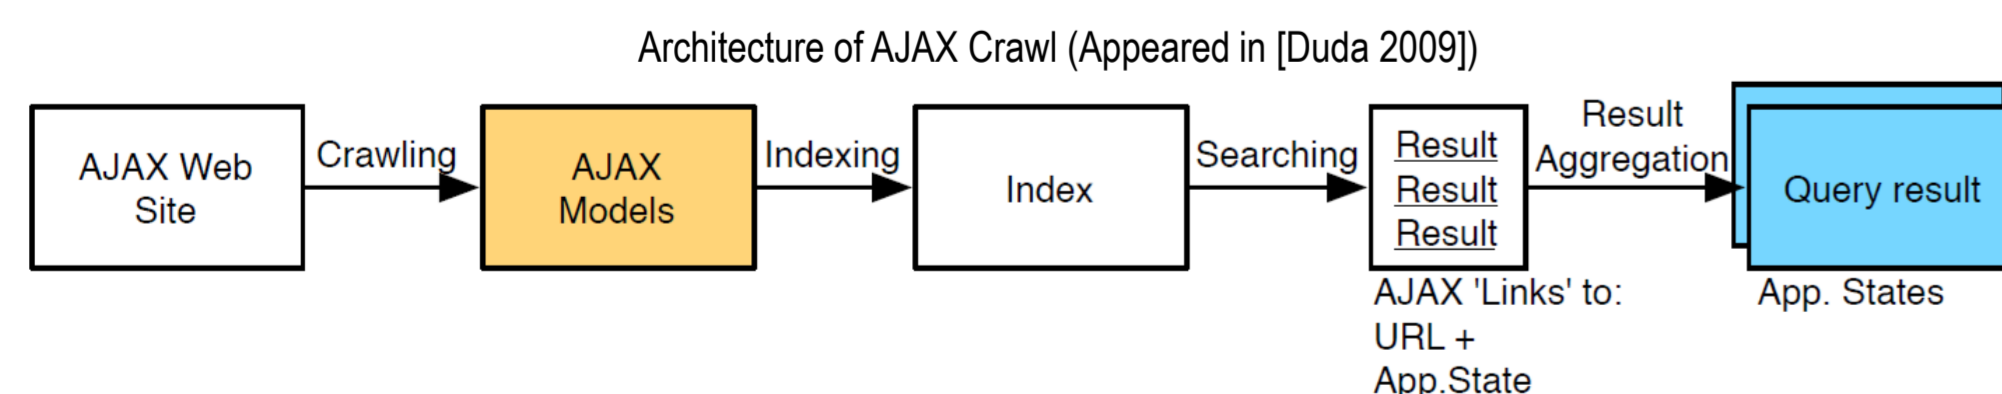 Architecture of AJAX Crawl (Appeared in [Duda 2009])
AJAX Web
Site
Crawling
AJAX
Models
Indexing
Index
Searching
Result
Result
Result
AJAX 'Links' to:
URL +
App.State
Result
Aggregation
Query result
App. States